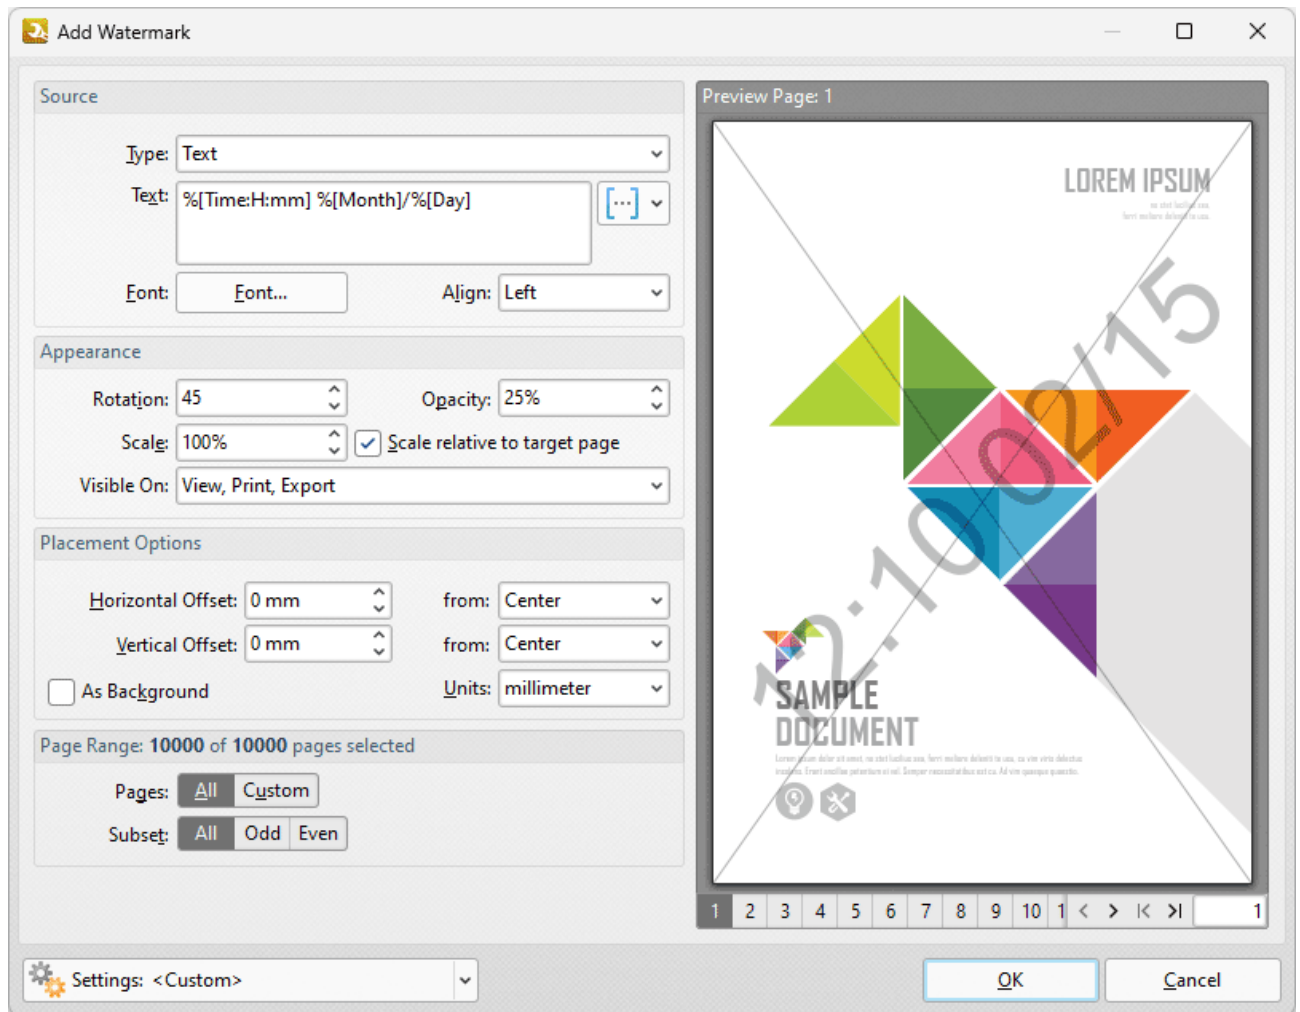 Add Watermark
Source
Type: Text
Text: %[Time:H:mm] %[Month]/%[Day]
Font: Font... Align: Left
Appearance
Rotation: 45 Opacity: 25%
Scale: 100% Scale relative to target page
Visible On: View, Print, Export
Placement Options
Horizontal Offset: 0 mm from: Center
Vertical Offset: 0 mm from: Center
As Background Units: millimeter
Page Range: 10000 of 10000 pages selected
Pages: All Custom
Subset: All Odd Even
Preview Page: 1
LOREM IPSUM
12:10 02/15
SAMPLE
DOCUMENT
1 2 3 4 5 6 7 8 9 10 1 1
Settings: <Custom>
OK Cancel